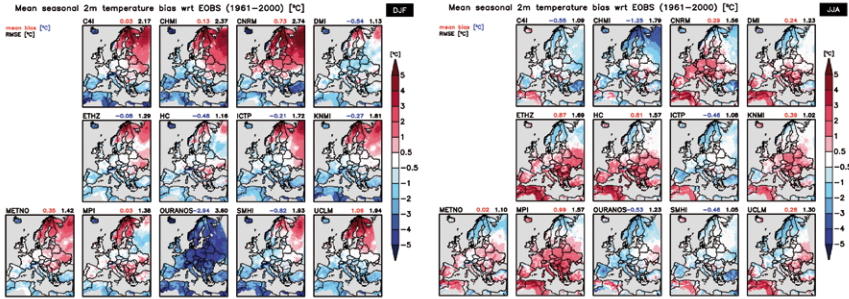 Mean seasonal 2m temperature bias wrt EOBS (1961-2000) [°C]
DJF
mean bias [°C]
RMSE [°C]
C4I 0.03 2.17
CHMI 0.13 2.37
CNRM 0.73 2.74
DMI -0.54 1.13
ETHZ -0.08 1.29
HC -0.48 1.16
ICTP -0.21 1.72
KNMI -0.27 1.81
METNO 0.35 1.42
MPI 0.03 1.38
OURANOS -2.94 3.60
SMHI -0.82 1.93
UCLM 1.94
[°C]
5
4
3
2
1
0.5
-0.5
-1
-2
-3
-4
-5
Mean seasonal 2m temperature bias wrt EOBS (1961-2000) [°C]
JJA
mean bias [°C]
RMSE [°C]
C4I 1.09
CHMI -1.25 1.79
CNRM 0.29 1.56
DMI 0.24 1.23
ETHZ 0.87 1.69
HC 0.81 1.57
ICTP -0.46 1.08
KNMI 0.39 1.02
METNO 0.02 1.10
MPI 0.99 1.57
OURANOS -0.53 1.23
SMHI -0.46 1.05
UCLM 0.28 1.30
[°C]
5
4
3
2
1
0.5
-0.5
-1
-2
-3
-4
-5